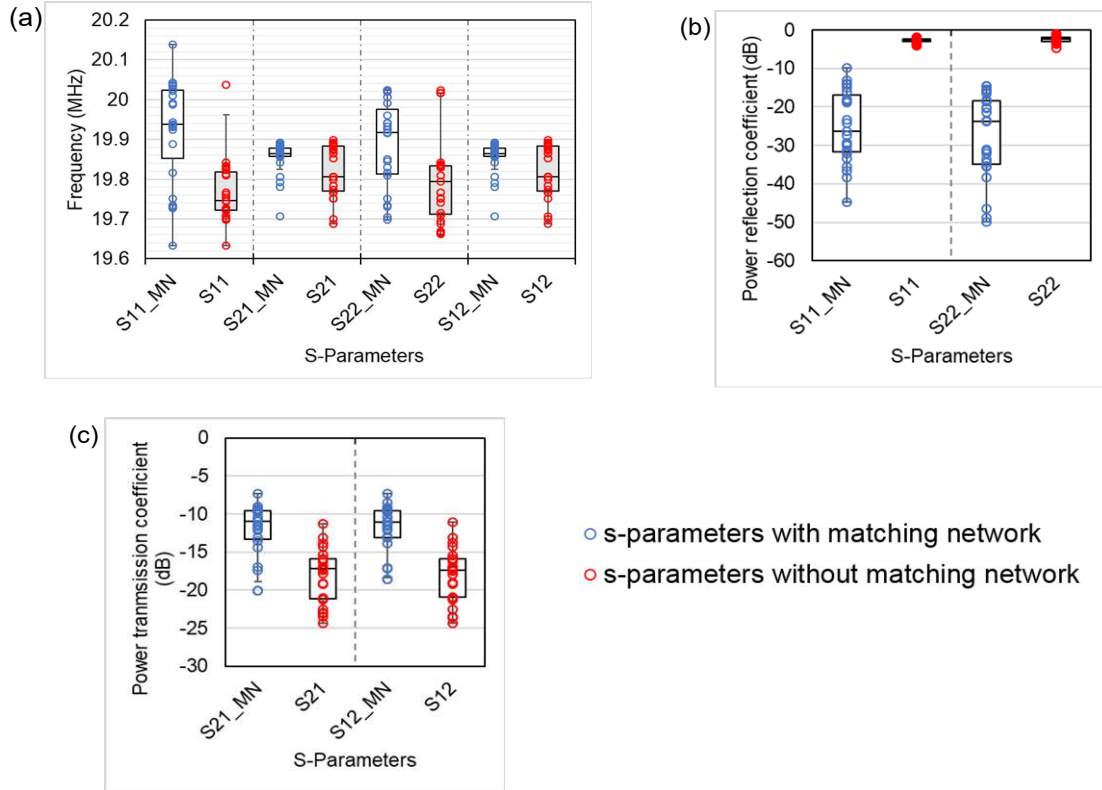 (a)
20.2
20.1
20
19.9
19.8
19.7
19.6
Frequency (MHz)
S11_MN
S11
S21_MN
S21
S22_MN
S22
S12_MN
S12
S-Parameters
(b)
0
-10
-20
-30
-40
-50
-60
Power reflection coefficient (dB)
S11_MN
S11
S22_MN
S22
S-Parameters
(c)
0
-5
-10
-15
-20
-25
-30
Power tranmsission coefficient
(dB)
S21_MN
S21
S12_MN
S12
S-Parameters
s-parameters with matching network
s-parameters without matching network